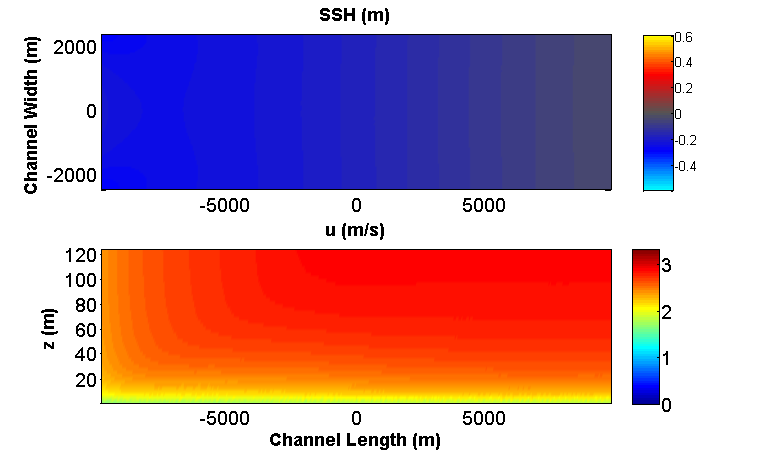 SSH (m)
Channel Width (m)
2000
0
-2000
-5000 0 5000
0.6
0.4
0.2
0
-0.2
-0.4
u (m/s)
z (m)
120
100
80
60
40
20
-5000 0 5000
Channel Length (m)
3
2
1
0